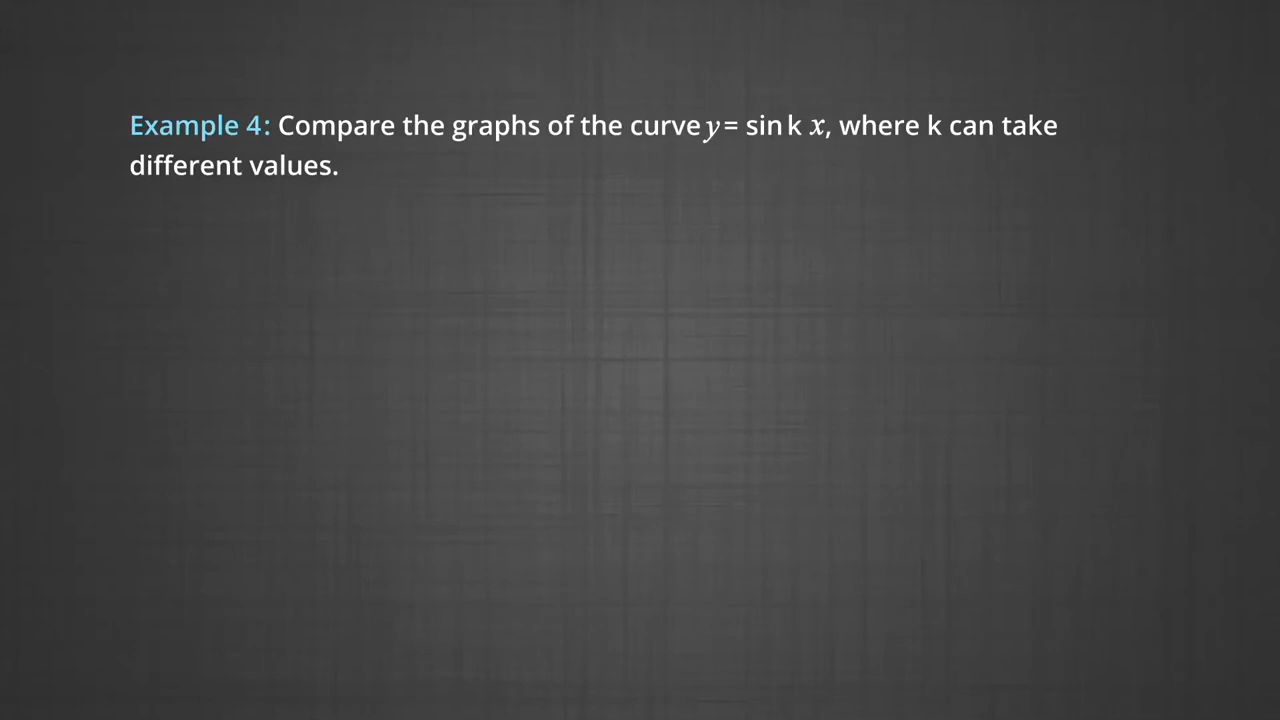 Example 4: Compare the graphs of the curve y = sin k x, where k can take
different values.